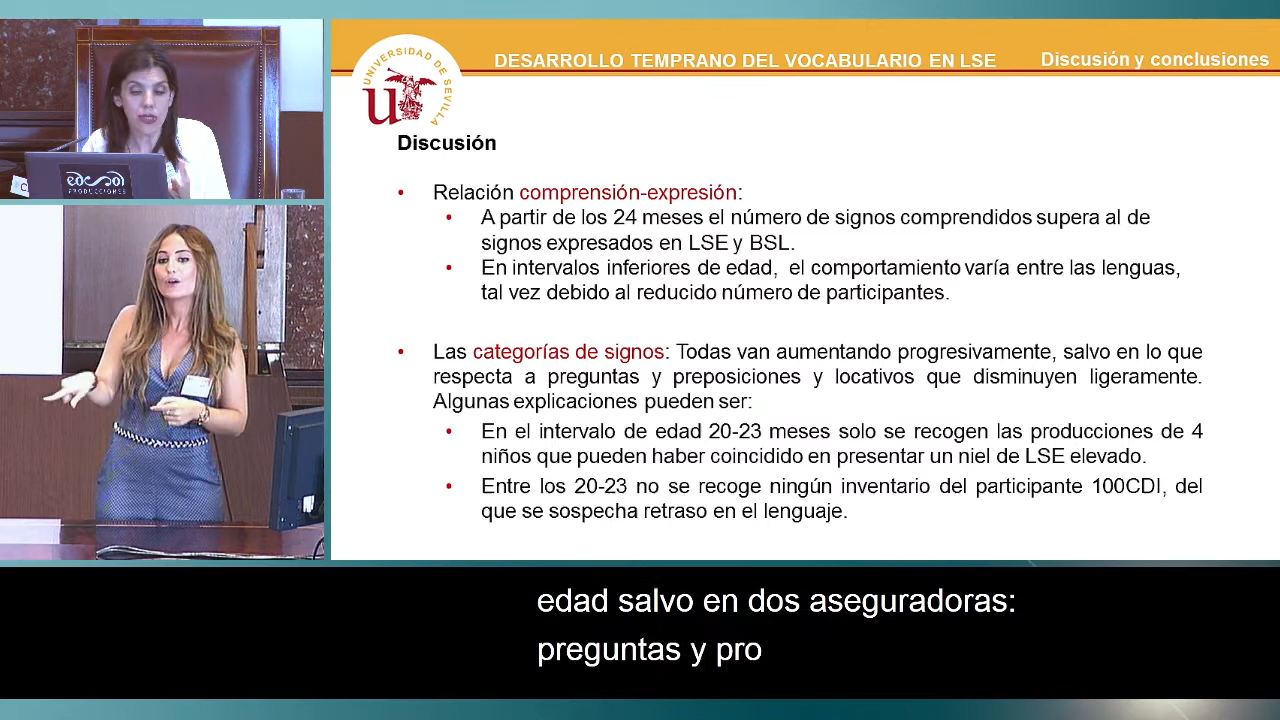 DESARROLLO TEMPRANO DEL VOCABULARIO EN LSE
Discusión y conclusiones
UNIVERSIDAD DE SEVILLA
Discusión
• Relación comprensión-expresión:
• A partir de los 24 meses el número de signos comprendidos supera al de
signos expresados en LSE y BSL.
• En intervalos inferiores de edad, el comportamiento varía entre las lenguas,
tal vez debido al reducido número de participantes.
• Las categorías de signos: Todas van aumentando progresivamente, salvo en lo que
respecta a preguntas y preposiciones y locativos que disminuyen ligeramente.
Algunas explicaciones pueden ser:
• En el intervalo de edad 20-23 meses solo se recogen las producciones de 4
niños que pueden haber coincidido en presentar un niel de LSE elevado.
• Entre los 20-23 no se recoge ningún inventario del participante 100CDI, del
que se sospecha retraso en el lenguaje.
PRODUCCIONES
edad salvo en dos aseguradoras:
preguntas y pro